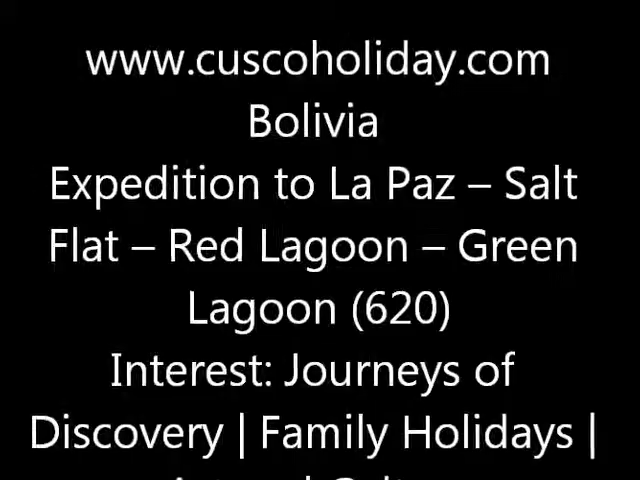 www.cuscoholiday.com
Bolivia
Expedition to La Paz – Salt
Flat – Red Lagoon – Green
Lagoon (620)
Interest: Journeys of
Discovery | Family Holidays |